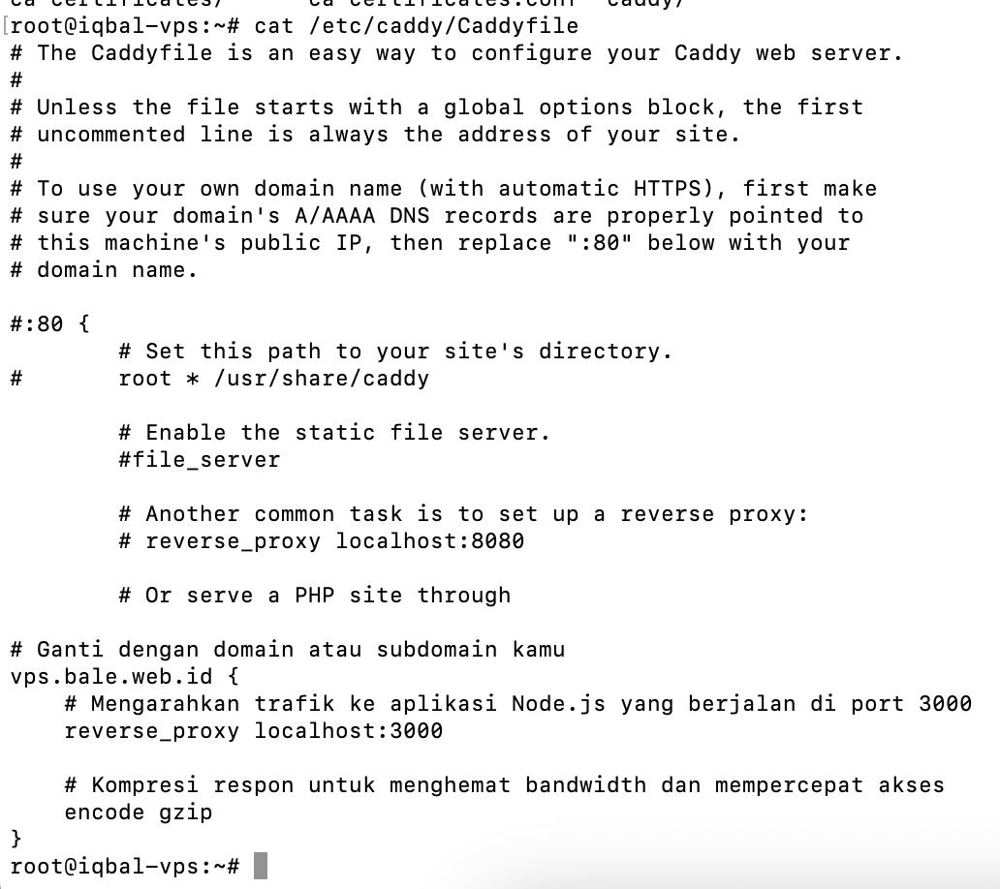 [root@iqbal-vps:~# cat /etc/caddy/Caddyfile
# The Caddyfile is an easy way to configure your Caddy web server.
#
# Unless the file starts with a global options block, the first
# uncommented line is always the address of your site.
#
# To use your own domain name (with automatic HTTPS), first make
# sure your domain's A/AAAA DNS records are properly pointed to
# this machine's public IP, then replace ":80" below with your
# domain name.

#:80 {
        # Set this path to your site's directory.
#       root * /usr/share/caddy

        # Enable the static file server.
        #file_server

        # Another common task is to set up a reverse proxy:
        # reverse_proxy localhost:8080

        # Or serve a PHP site through

# Ganti dengan domain atau subdomain kamu
vps.bale.web.id {
    # Mengarahkan trafik ke aplikasi Node.js yang berjalan di port 3000
    reverse_proxy localhost:3000

    # Kompresi respon untuk menghemat bandwidth dan mempercepat akses
    encode gzip
}
root@iqbal-vps:~#